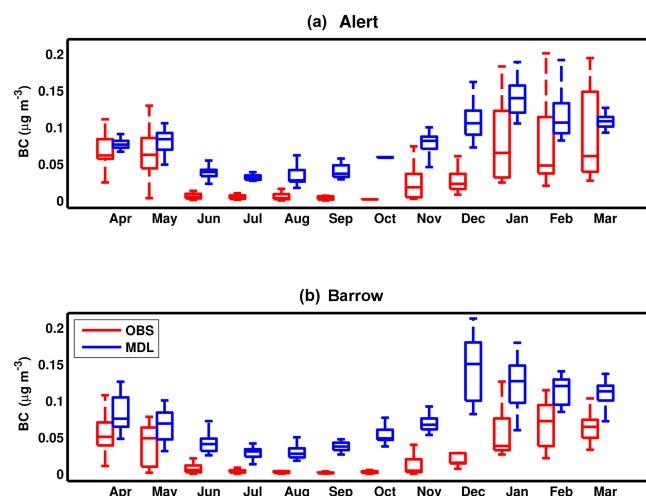 (a) Alert
0.2
0.15
0.1
0.05
0
BC (μg m⁻³)
Apr May Jun Jul Aug Sep Oct Nov Dec Jan Feb Mar
(b) Barrow
OBS
MDL
0.2
0.15
0.1
0.05
0
BC (μg m⁻³)
Apr May Jun Jul Aug Sep Oct Nov Dec Jan Feb Mar